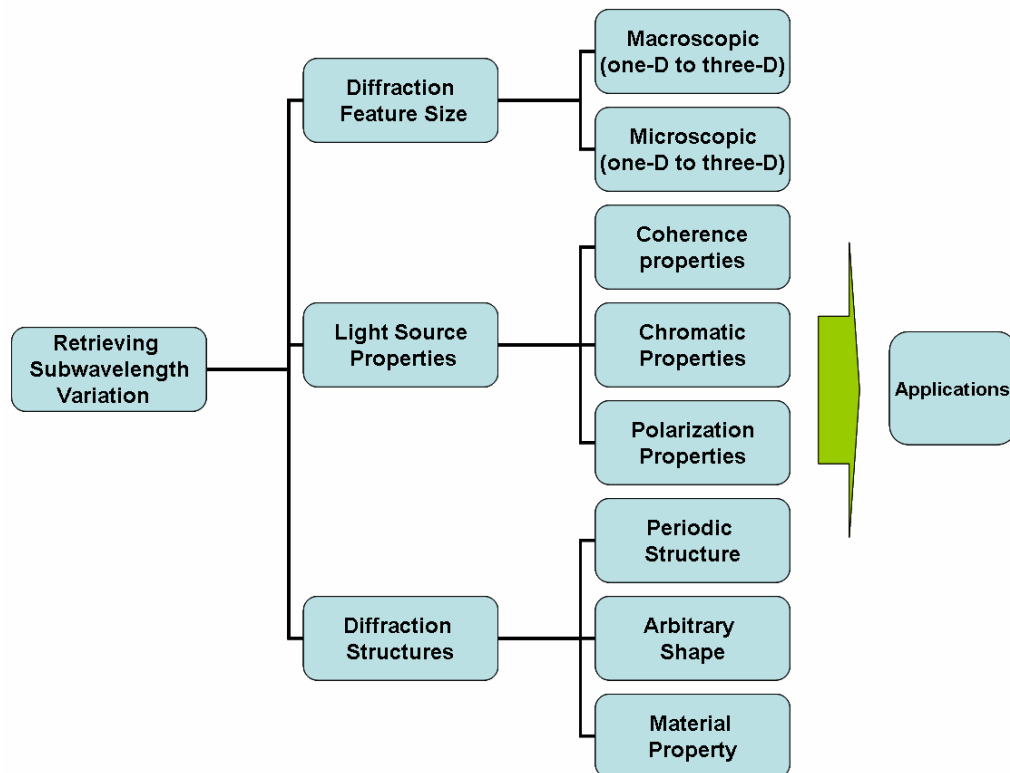 Retrieving
Subwavelength
Variation
Diffraction
Feature Size
Macroscopic
(one-D to three-D)
Microscopic
(one-D to three-D)
Light Source
Properties
Coherence
properties
Chromatic
Properties
Polarization
Properties
Diffraction
Structures
Periodic
Structure
Arbitrary
Shape
Material
Property
Applications